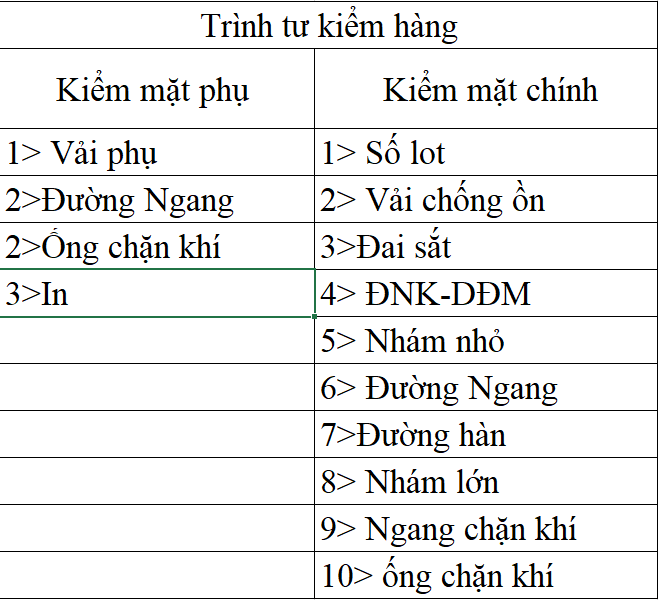 Trình tư kiểm hàng
Kiểm mặt phụ Kiểm mặt chính
1> Vải phụ 1> Số lot
2>Đường Ngang 2> Vải chống ồn
2>Ống chặn khí 3>Đai sắt
3>In 4> ĐNK-DĐM
5> Nhám nhỏ
6> Đường Ngang
7>Đường hàn
8> Nhám lớn
9> Ngang chặn khí
10> ống chặn khí